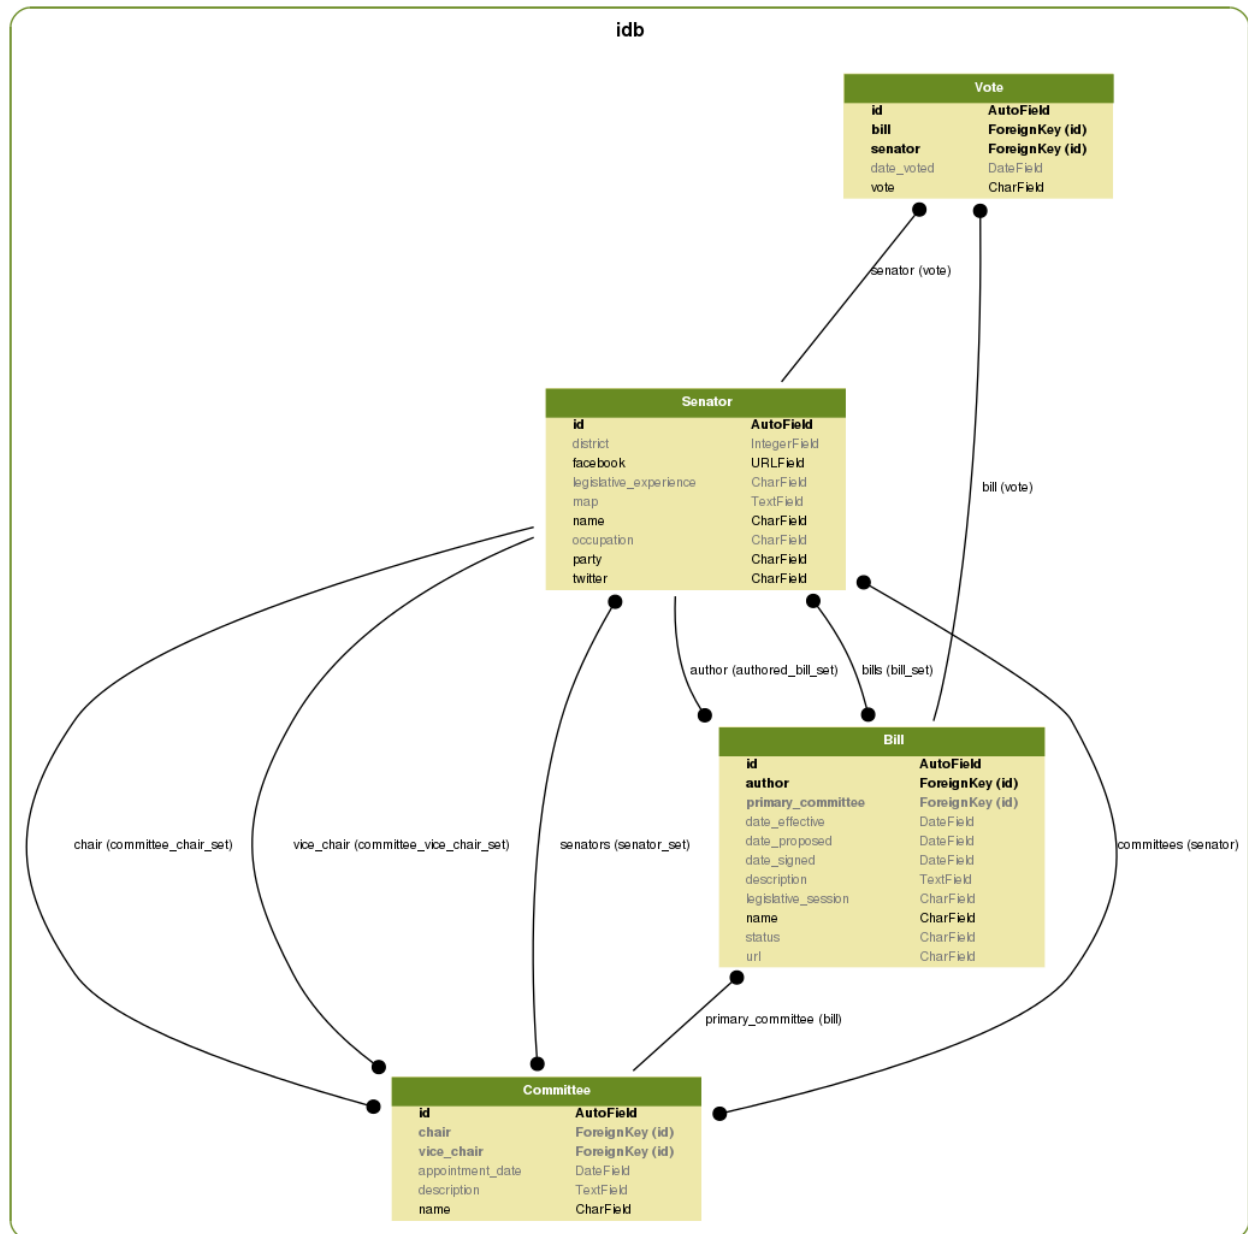 idb
Vote
id AutoField
bill ForeignKey (id)
senator ForeignKey (id)
date_voted DateField
vote CharField
senator (vote)
Senator
id AutoField
district IntegerField
facebook URLField
legislative_experience CharField
map TextField
name CharField
occupation CharField
party CharField
twitter CharField
bill (vote)
author (authored_bill_set)
bills (bill_set)
Bill
id AutoField
author ForeignKey (id)
primary_committee ForeignKey (id)
date_effective DateField
date_proposed DateField
date_signed DateField
description TextField
legislative_session CharField
name CharField
status CharField
url CharField
chair (committee_chair_set)
vice_chair (committee_vice_chair_set)
senators (senator_set)
committees (senator)
primary_committee (bill)
Committee
id AutoField
chair ForeignKey (id)
vice_chair ForeignKey (id)
appointment_date DateField
description TextField
name CharField